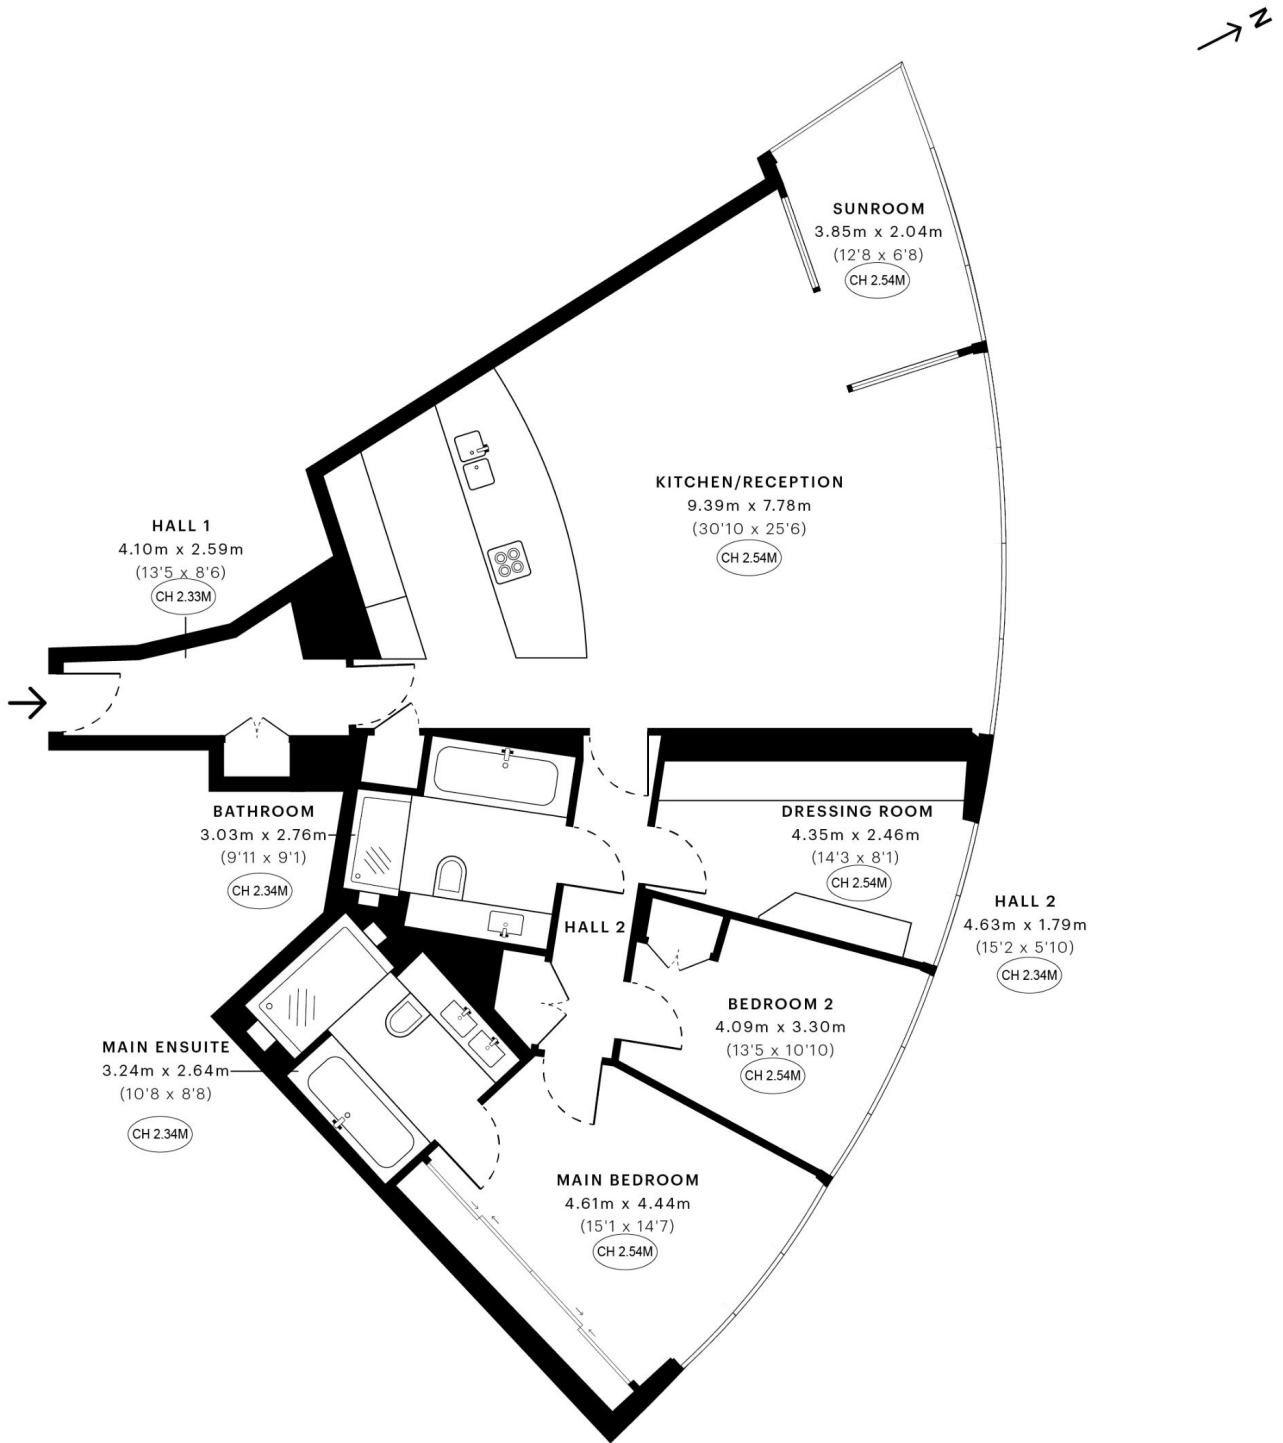 N
SUNROOM
3.85m x 2.04m
(12'8 x 6'8)
CH 2.54M
KITCHEN/RECEPTION
9.39m x 7.78m
(30'10 x 25'6)
CH 2.54M
HALL 1
4.10m x 2.59m
(13'5 x 8'6)
CH 2.33M
BATHROOM
3.03m x 2.76m
(9'11 x 9'1)
CH 2.34M
DRESSING ROOM
4.35m x 2.46m
(14'3 x 8'1)
CH 2.54M
HALL 2
HALL 2
4.63m x 1.79m
(15'2 x 5'10)
CH 2.34M
BEDROOM 2
4.09m x 3.30m
(13'5 x 10'10)
CH 2.54M
MAIN ENSUITE
3.24m x 2.64m
(10'8 x 8'8)
CH 2.34M
MAIN BEDROOM
4.61m x 4.44m
(15'1 x 14'7)
CH 2.54M